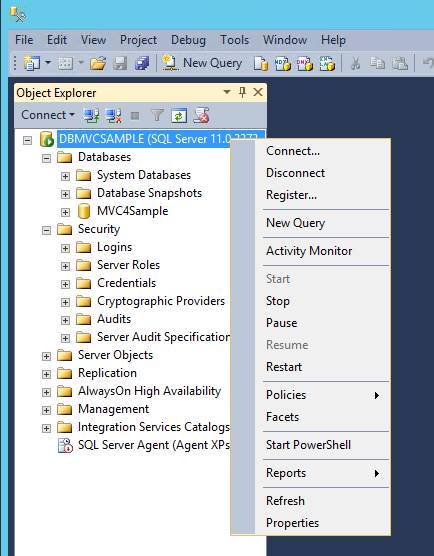 File Edit View Project Debug Tools Window Help
New Query
Object Explorer
Connect
DBMVCSAMPLE (SQL Server 11.0
Databases
System Databases
Database Snapshots
MVC4Sample
Security
Logins
Server Roles
Credentials
Cryptographic Providers
Audits
Server Audit Specification
Server Objects
Replication
AlwaysOn High Availability
Management
Integration Services Catalogs
SQL Server Agent (Agent XPs
Connect...
Disconnect
Register...
New Query
Activity Monitor
Start
Stop
Pause
Resume
Restart
Policies
Facets
Start PowerShell
Reports
Refresh
Properties